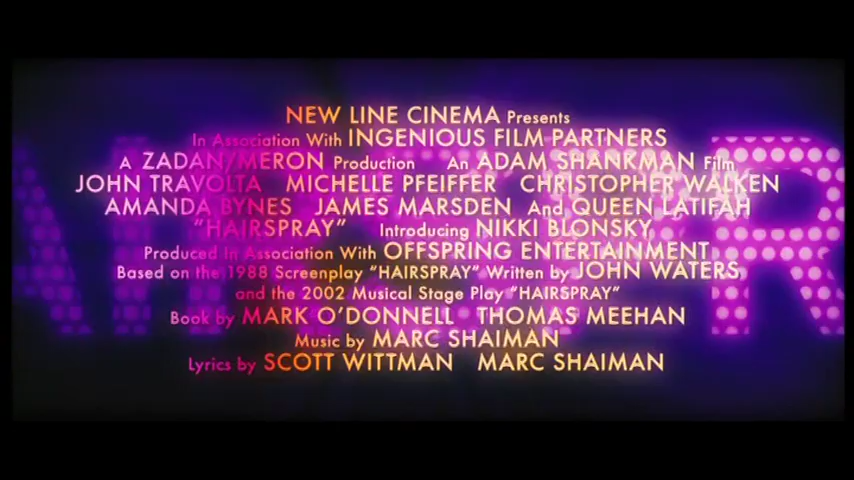 NEW LINE CINEMA Presents
In Association With INGENIOUS FILM PARTNERS
A ZADAN/MERON Production An ADAM SHANKMAN Film
JOHN TRAVOLTA MICHELLE PFEIFFER CHRISTOPHER WALKEN
AMANDA BYNES JAMES MARSDEN And QUEEN LATIFAH
“HAIRSPRAY” Introducing NIKKI BLONSKY
Produced In Association With OFFSPRING ENTERTAINMENT
Based on the 1988 Screenplay “HAIRSPRAY” Written by JOHN WATERS
and the 2002 Musical Stage Play “HAIRSPRAY”
Book by MARK O’DONNELL THOMAS MEEHAN
Music by MARC SHAIMAN
Lyrics by SCOTT WITTMAN MARC SHAIMAN